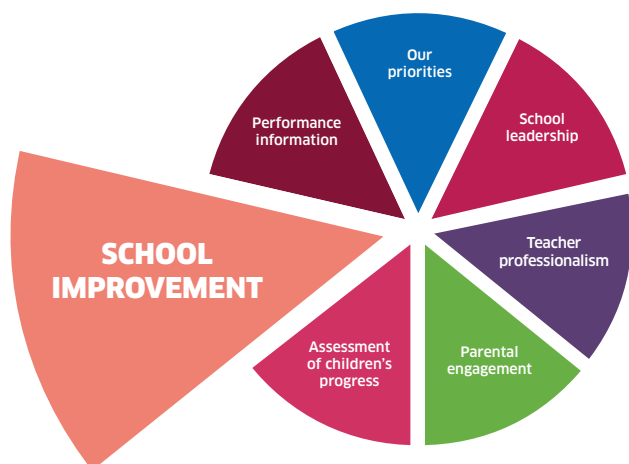 Our
priorities
School
leadership
Performance
information
Teacher
professionalism
SCHOOL
IMPROVEMENT
Assessment
of children’s
progress
Parental
engagement